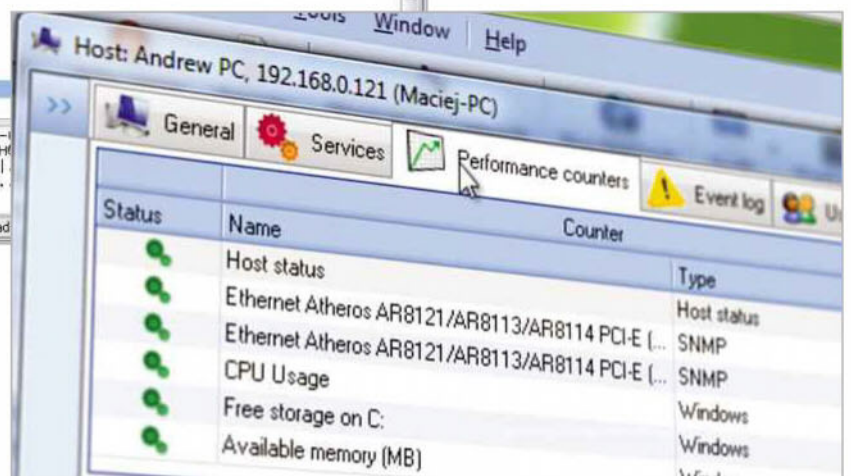 Tools Window Help
Host: Andrew PC, 192.168.0.121 (Maciej-PC)
>>
General Services Performance counters Event log
Counter
Status Name Type
Host status Host status
Ethernet Atheros AR8121/AR8113/AR8114 PCI-E (... SNMP
Ethernet Atheros AR8121/AR8113/AR8114 PCI-E (... SNMP
CPU Usage Windows
Free storage on C: Windows
Available memory (MB)